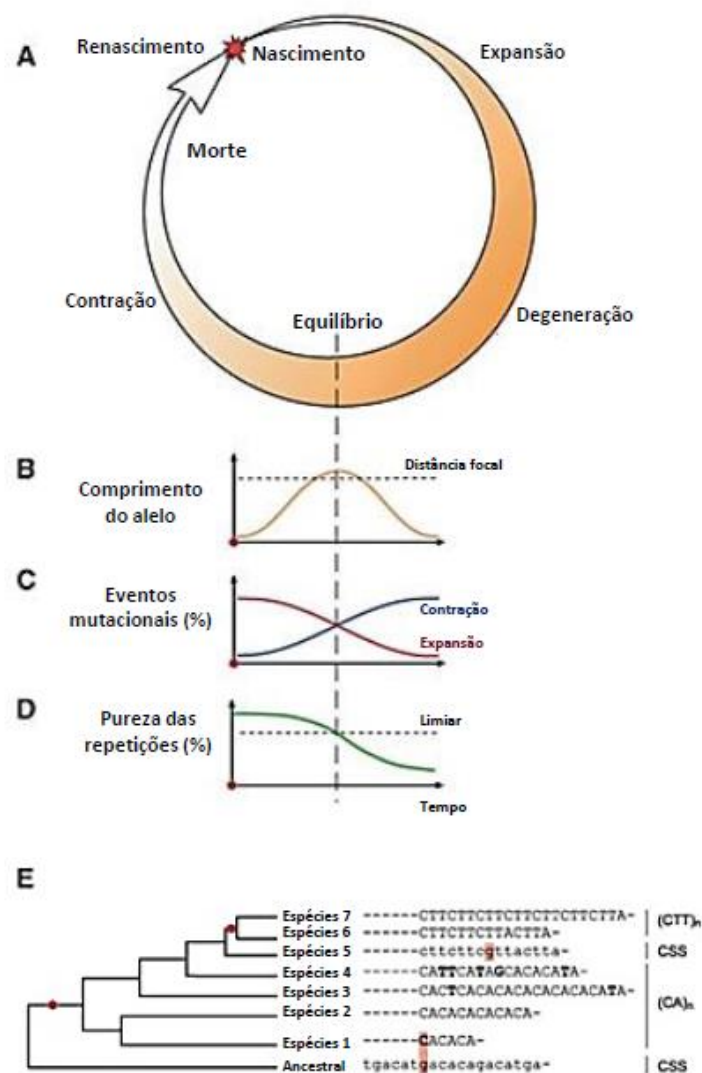 A
Renascimento
Nascimento
Expansão
Morte
Contração
Equilíbrio
Degeneração
B
Comprimento
do alelo
Distância focal
C
Eventos
mutacionais (%)
Contração
Expansão
D
Pureza das
repetições (%)
Limiar
Tempo
E
Espécies 7 ------CTTCTTCTTCTTCTTCTTCTTA-
Espécies 6 ------CTTCTTCTTACTTA-
(CTT)n
Espécies 5 ------cttcttcgttactta-
CSS
Espécies 4 ------CATTCATAGCACACATA-
Espécies 3 ------CACTCACACACACACACATA-
Espécies 2 ------CACACACACACA-
(CA)n
Espécies 1 ------CACACA-
Ancestral tgacatgacacagacatga-
CSS